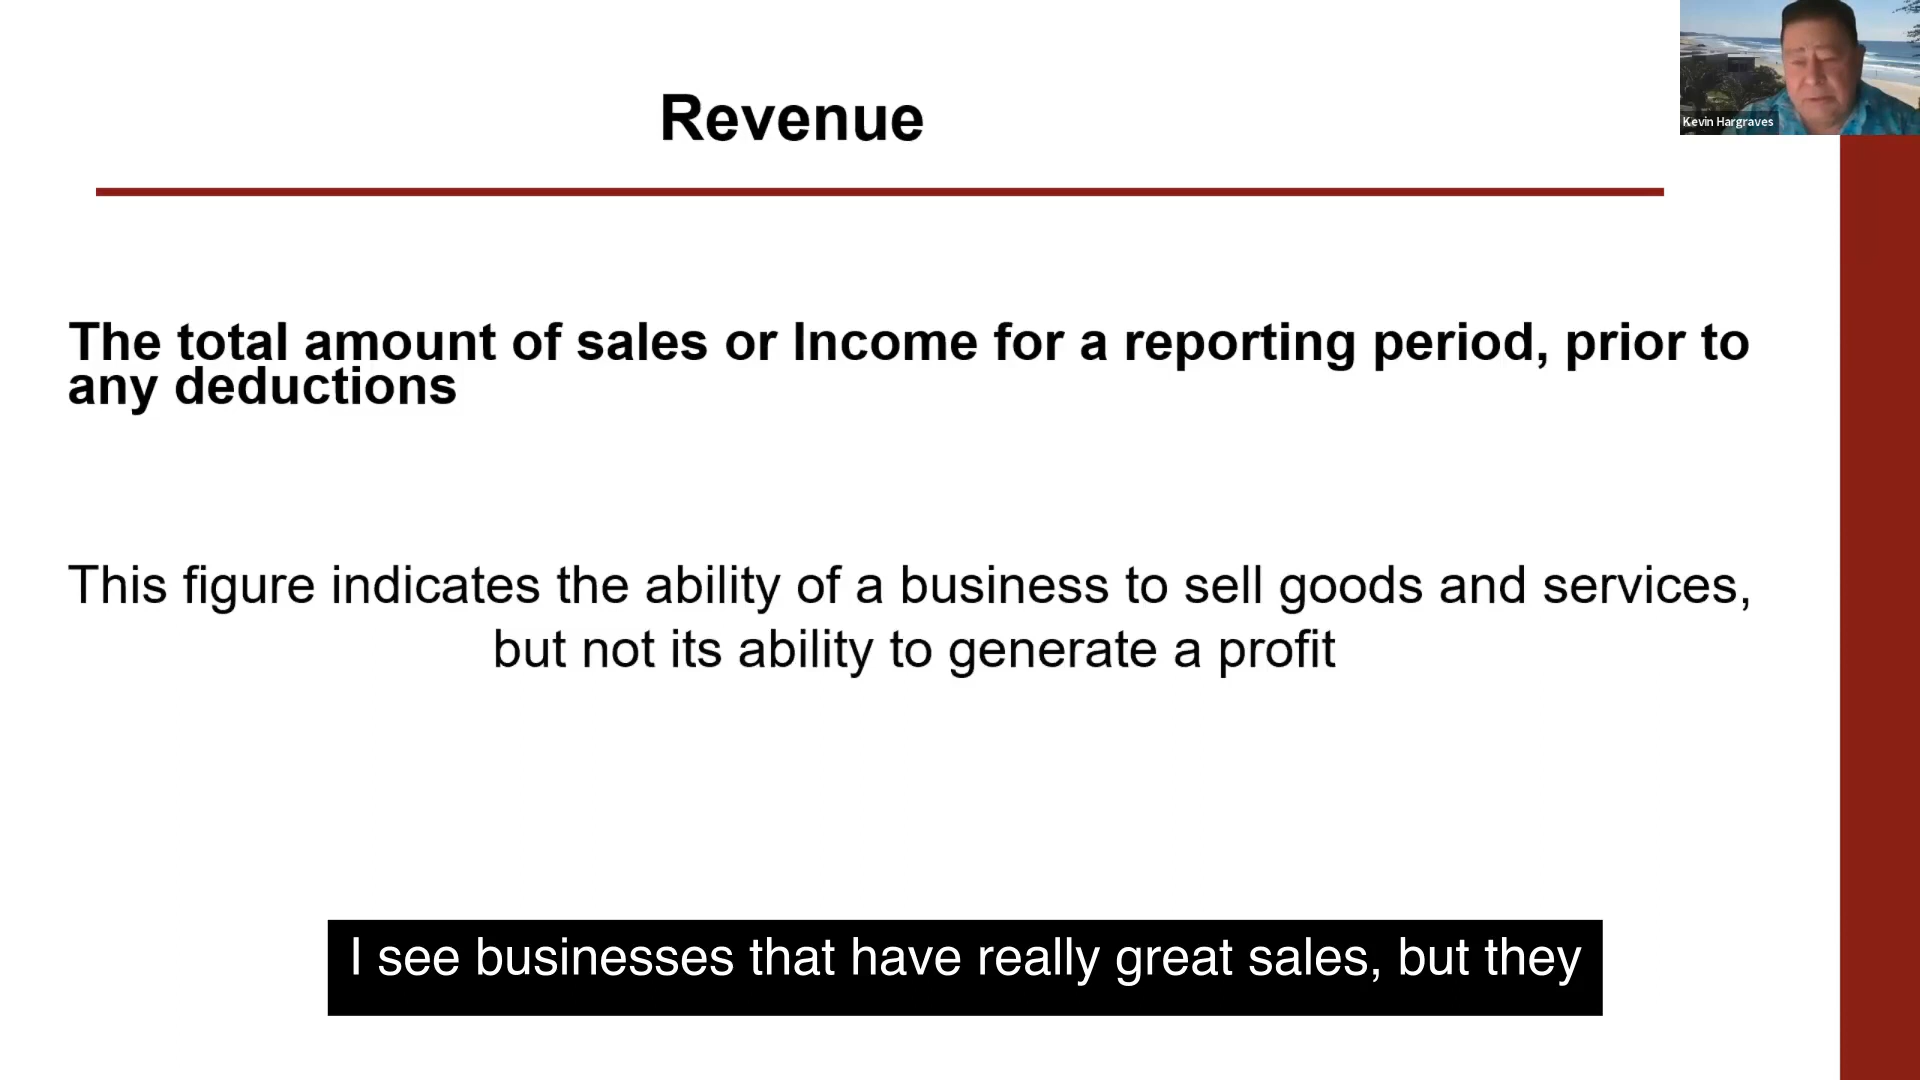 Revenue
Kevin Hargraves
The total amount of sales or Income for a reporting period, prior to
any deductions
This figure indicates the ability of a business to sell goods and services,
but not its ability to generate a profit
I see businesses that have really great sales, but they